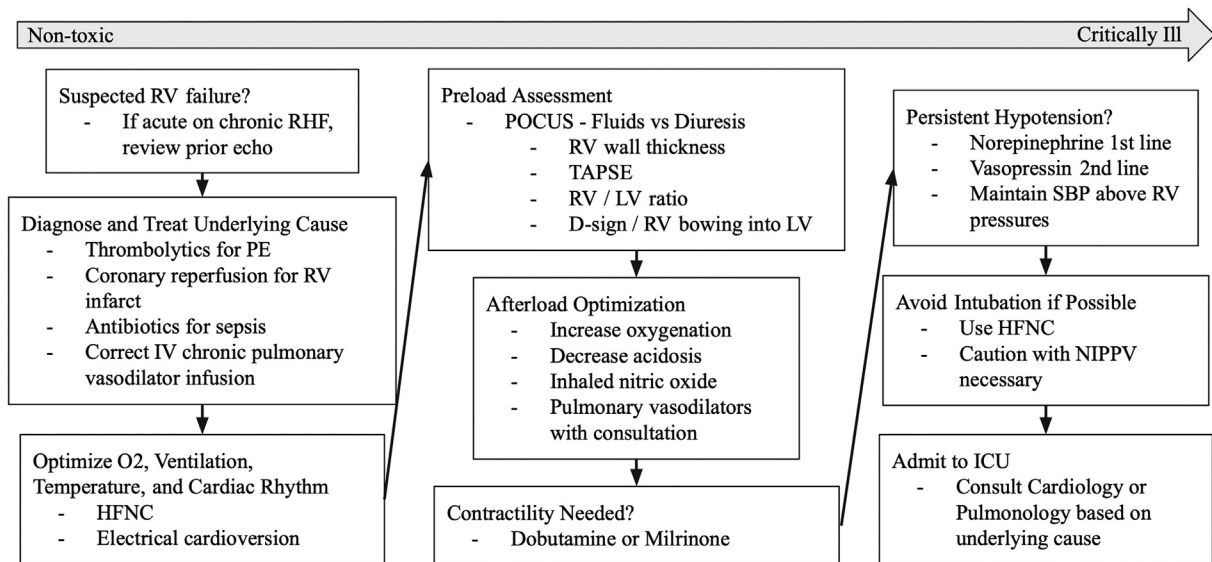 Non-toxic
Critically Ill
Suspected RV failure?
- If acute on chronic RHF,
review prior echo
Diagnose and Treat Underlying Cause
- Thrombolytics for PE
- Coronary reperfusion for RV
infarct
- Antibiotics for sepsis
- Correct IV chronic pulmonary
vasodilator infusion
Optimize O2, Ventilation,
Temperature, and Cardiac Rhythm
- HFNC
- Electrical cardioversion
Preload Assessment
- POCUS - Fluids vs Diuresis
- RV wall thickness
- TAPSE
- RV / LV ratio
- D-sign / RV bowing into LV
Afterload Optimization
- Increase oxygenation
- Decrease acidosis
- Inhaled nitric oxide
- Pulmonary vasodilators
with consultation
Contractility Needed?
- Dobutamine or Milrinone
Persistent Hypotension?
- Norepinephrine 1st line
- Vasopressin 2nd line
- Maintain SBP above RV
pressures
Avoid Intubation if Possible
- Use HFNC
- Caution with NIPPV
necessary
Admit to ICU
- Consult Cardiology or
Pulmonology based on
underlying cause